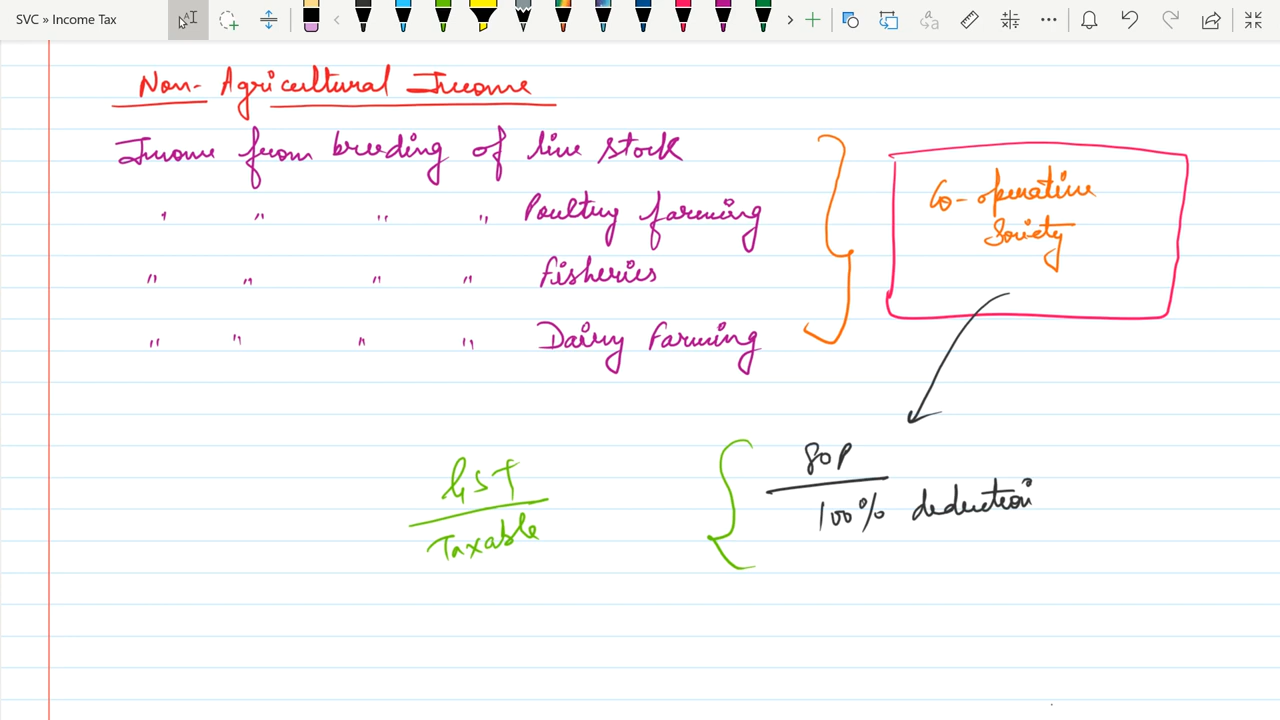 SVC » Income Tax
Non-Agricultural Income
Income from breeding of live stock
" " " " Poultry farming
" " " " fisheries
" " " " Dairy Farming
Co-operative
Society
80P
100% deduction
GST
Taxable